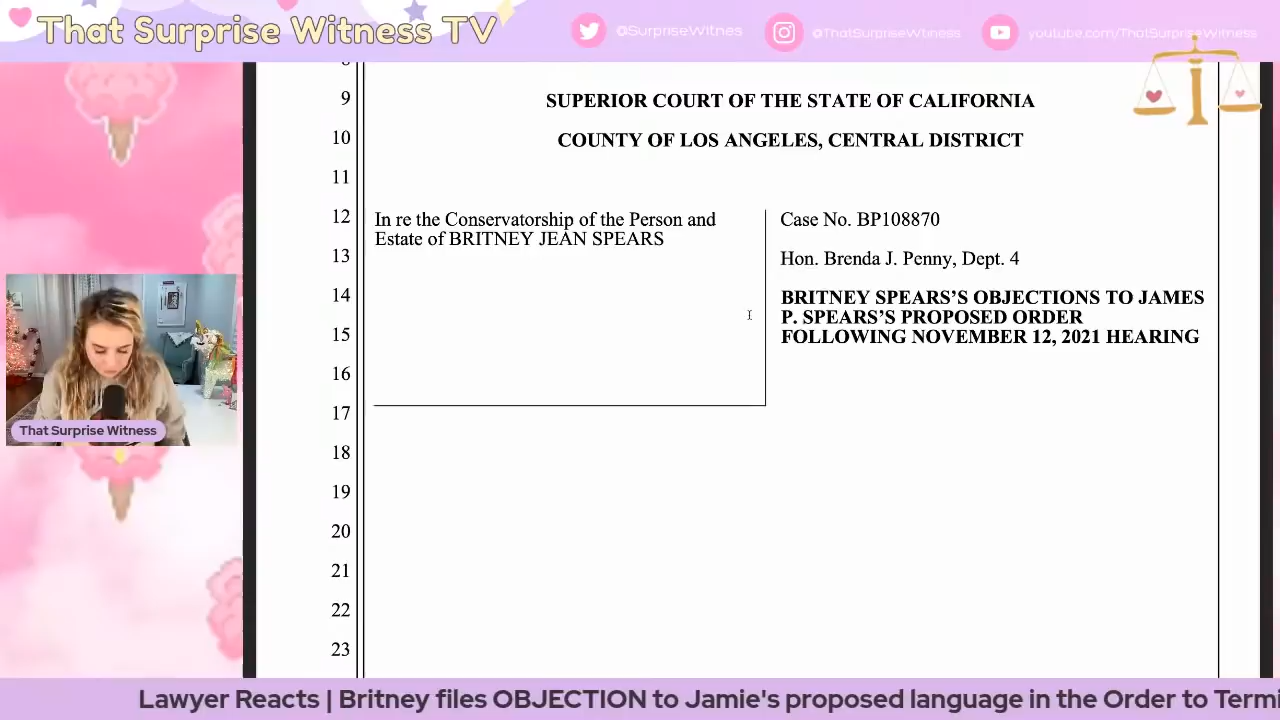 That Surprise Witness TV
@SurpriseWitnes
@ThatSurpriseWtiness
youtube.com/ThatSurpriseWitness
9 SUPERIOR COURT OF THE STATE OF CALIFORNIA
10 COUNTY OF LOS ANGELES, CENTRAL DISTRICT
11
12 In re the Conservatorship of the Person and
Estate of BRITNEY JEAN SPEARS
Case No. BP108870
13 Hon. Brenda J. Penny, Dept. 4
14 BRITNEY SPEARS'S OBJECTIONS TO JAMES
P. SPEARS'S PROPOSED ORDER
15 FOLLOWING NOVEMBER 12, 2021 HEARING
16
17
18
19
20
21
22
23
That Surprise Witness
Lawyer Reacts | Britney files OBJECTION to Jamie's proposed language in the Order to Termi